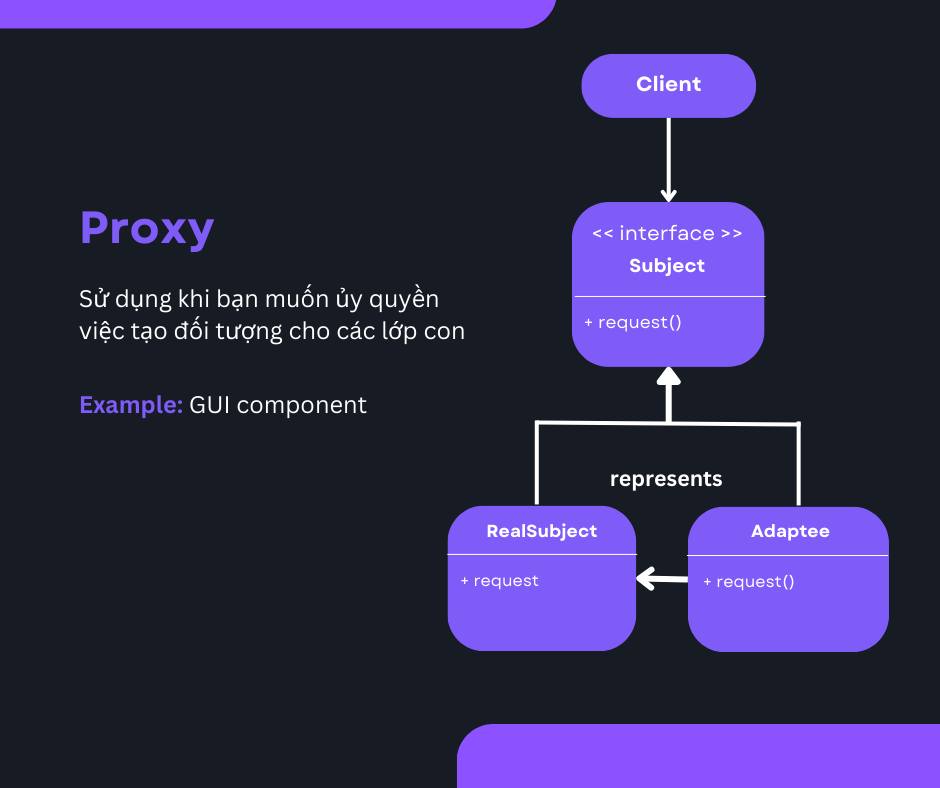 Proxy
Sử dụng khi bạn muốn ủy quyền
việc tạo đối tượng cho các lớp con
Example: GUI component
Client
<< interface >>
Subject
+ request()
represents
RealSubject
+ request
Adaptee
+ request()